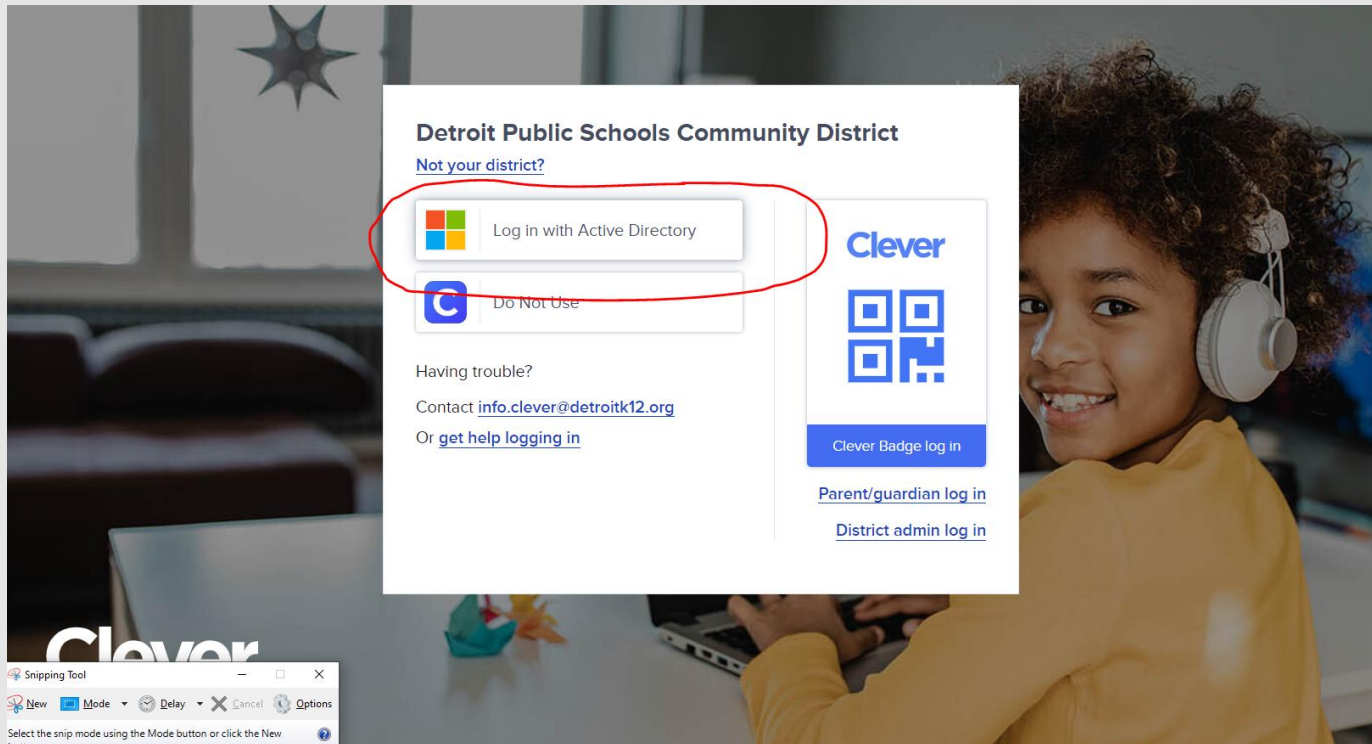 Detroit Public Schools Community District
Not your district?
Log in with Active Directory
Do Not Use
Having trouble?
Contact info.clever@detroitk12.org
Or get help logging in
Clever
Clever Badge log in
Parent/guardian log in
District admin log in
Clever
Snipping Tool
New Mode Delay Cancel Options
Select the snip mode using the Mode button or click the New